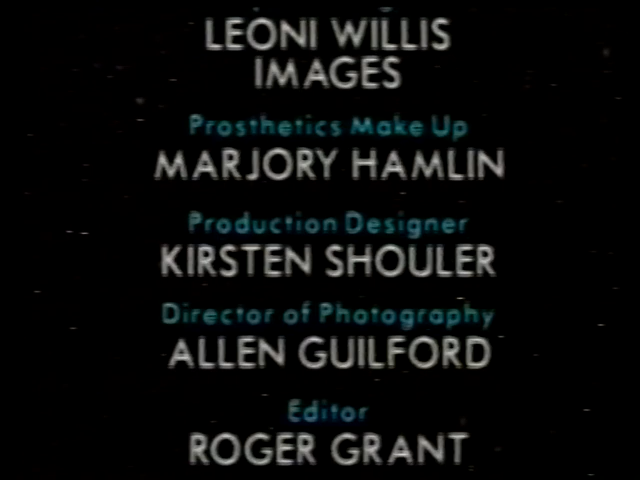 LEONI WILLIS
IMAGES
Prosthetics Make Up
MARJORY HAMLIN
Production Designer
KIRSTEN SHOULER
Director of Photography
ALLEN GUILFORD
Editor
ROGER GRANT